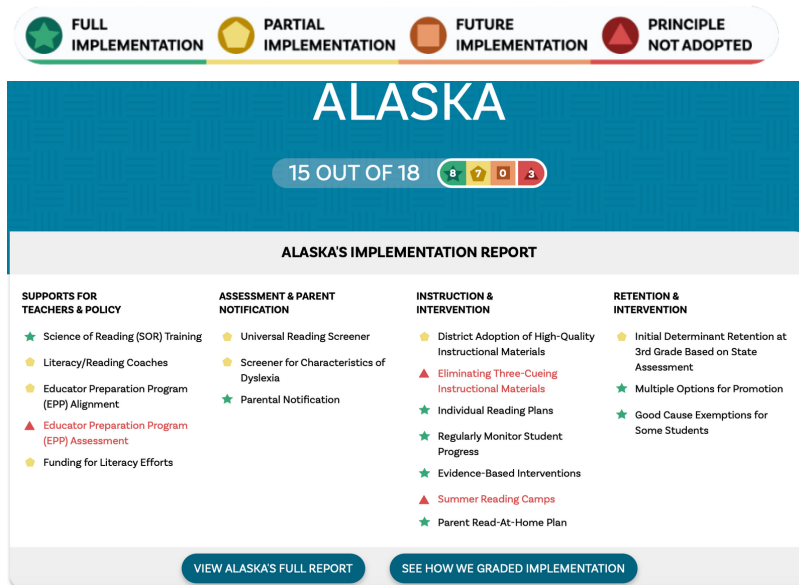 FULL
IMPLEMENTATION
PARTIAL
IMPLEMENTATION
FUTURE
IMPLEMENTATION
PRINCIPLE
NOT ADOPTED
ALASKA
15 OUT OF 18
8 7 0 3
ALASKA'S IMPLEMENTATION REPORT
SUPPORTS FOR
TEACHERS & POLICY
Science of Reading (SOR) Training
Literacy/Reading Coaches
Educator Preparation Program
(EPP) Alignment
Educator Preparation Program
(EPP) Assessment
Funding for Literacy Efforts
ASSESSMENT & PARENT
NOTIFICATION
Universal Reading Screener
Screener for Characteristics of
Dyslexia
Parental Notification
INSTRUCTION &
INTERVENTION
District Adoption of High-Quality
Instructional Materials
Eliminating Three-Cueing
Instructional Materials
Individual Reading Plans
Regularly Monitor Student
Progress
Evidence-Based Interventions
Summer Reading Camps
Parent Read-At-Home Plan
RETENTION &
INTERVENTION
Initial Determinant Retention at
3rd Grade Based on State
Assessment
Multiple Options for Promotion
Good Cause Exemptions for
Some Students
VIEW ALASKA'S FULL REPORT
SEE HOW WE GRADED IMPLEMENTATION